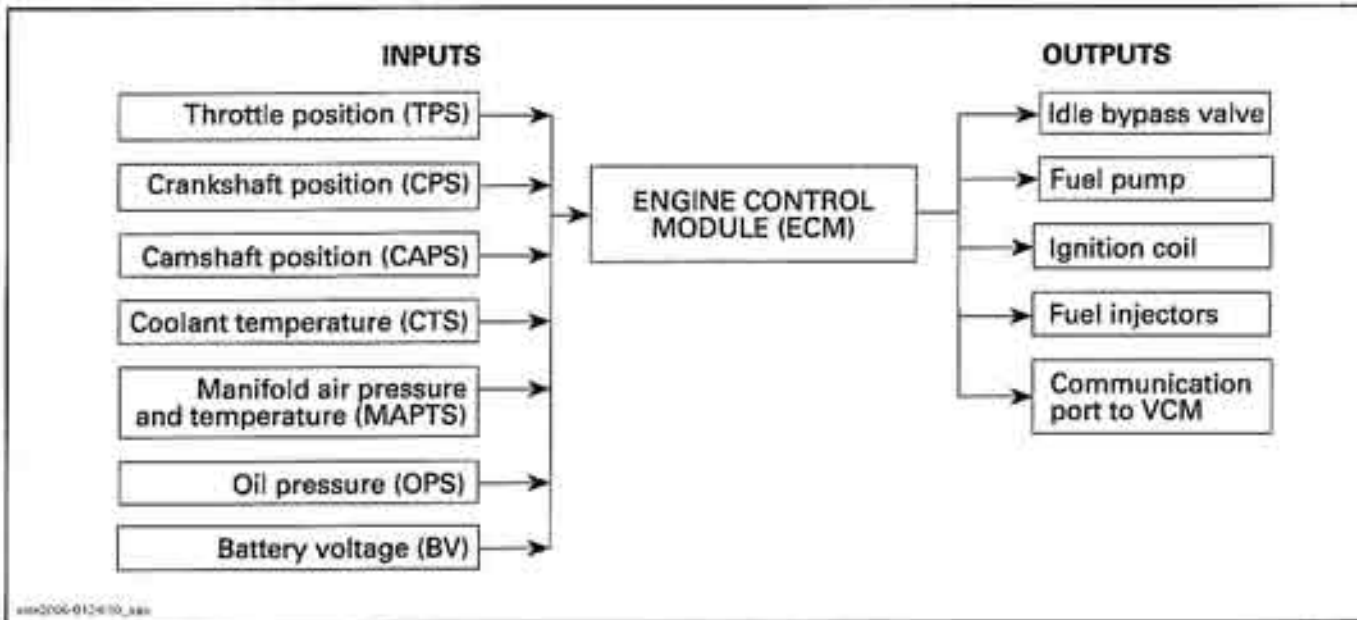 INPUTS
OUTPUTS
Throttle position (TPS)
Crankshaft position (CPS)
Camshaft position (CAPS)
Coolant temperature (CTS)
Manifold air pressure
and temperature (MAPTS)
Oil pressure (OPS)
Battery voltage (BV)
ENGINE CONTROL
MODULE (ECM)
Idle bypass valve
Fuel pump
Ignition coil
Fuel injectors
Communication
port to VCM